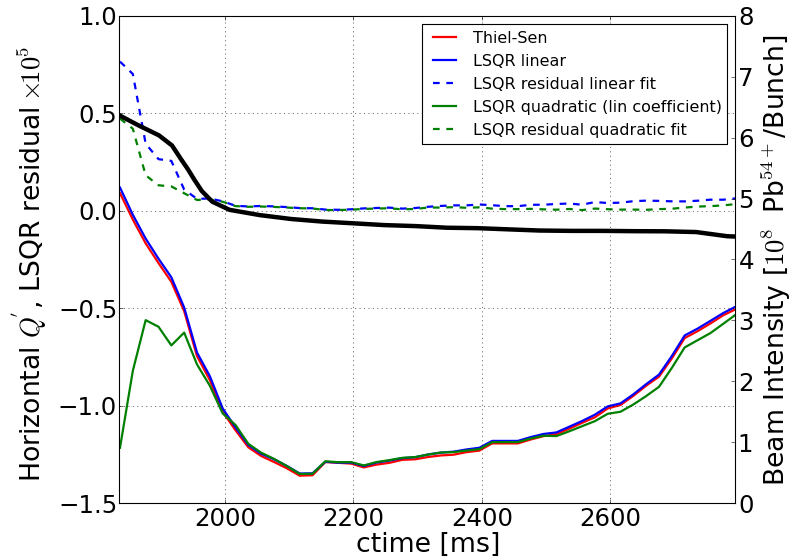 Thiel-Sen
LSQR linear
LSQR residual linear fit
LSQR quadratic (lin coefficient)
LSQR residual quadratic fit
1.0
0.5
0.0
−0.5
−1.0
−1.5
Horizontal Q′, LSQR residual ×10⁵
8
7
6
5
4
3
2
1
0
Beam Intensity [10⁸ Pb⁵⁴⁺/Bunch]
2000
2200
2400
2600
ctime [ms]